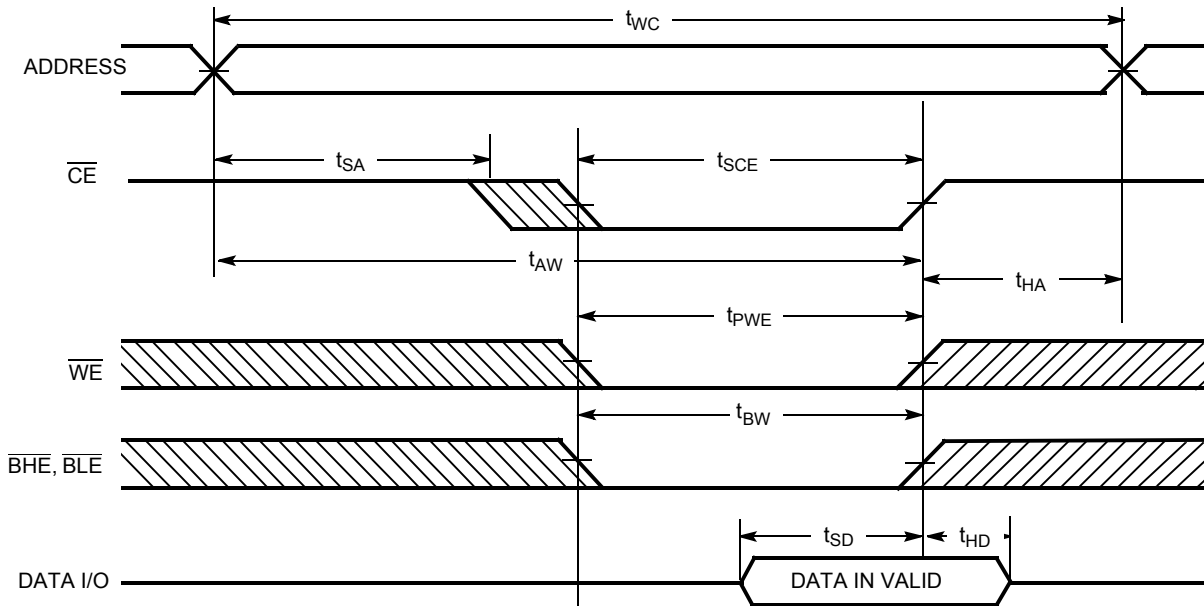 tWC
ADDRESS
tSA
tSCE
CE
tAW
tHA
tPWE
WE
tBW
BHE, BLE
tSD
tHD
DATA I/O
DATA IN VALID